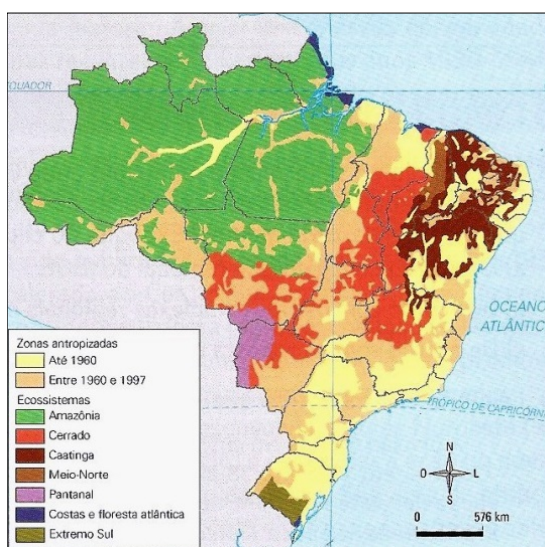 EQUADOR
OCEANO
ATLÂNTICO
TRÓPICO DE CAPRICÓRNIO
Zonas antropizadas
Até 1960
Entre 1960 e 1997
Ecossistemas
Amazônia
Cerrado
Caatinga
Meio-Norte
Pantanal
Costas e floresta atlântica
Extremo Sul
N
O
L
S
0 576 km